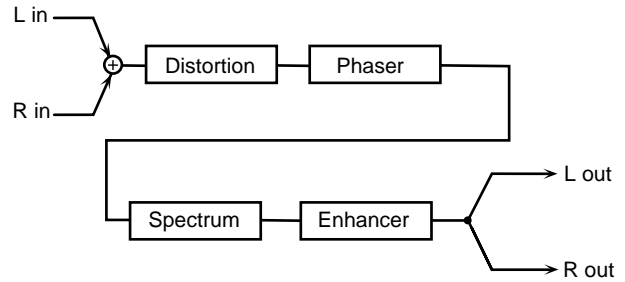 L in
Distortion
Phaser
R in
Spectrum
Enhancer
L out
R out